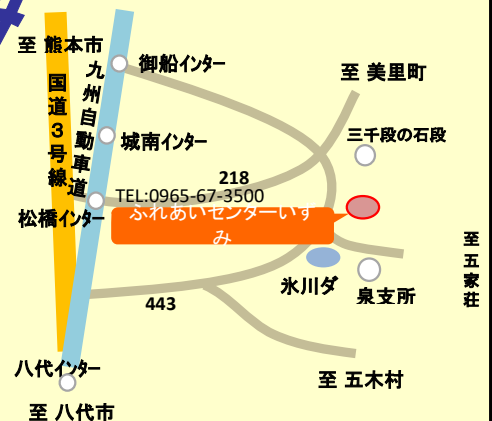 至 熊本市
国道３号線
九州自動車道
御船インター
至 美里町
城南インター
三千段の石段
218
TEL:0965-67-3500
松橋インター
ふれあいセンターいず
み
至五家荘
氷川ダ
泉支所
443
八代インター
至 五木村
至 八代市